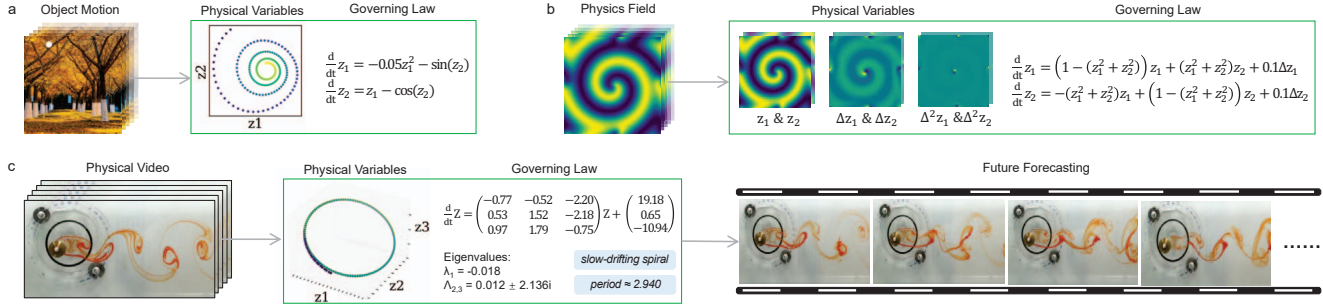 a
Object Motion
Physical Variables
Governing Law
z2
z1
d/dt z₁ = −0.05z₁² − sin(z₂)
d/dt z₂ = z₁ − cos(z₂)
b
Physics Field
Physical Variables
Governing Law
z₁ & z₂
Δz₁ & Δz₂
Δ²z₁ &Δ²z₂
d/dt z₁ = (1 − (z₁² + z₂²)) z₁ + (z₁² + z₂²)z₂ + 0.1Δz₁
d/dt z₂ = −(z₁² + z₂²)z₁ + (1 − (z₁² + z₂²)) z₂ + 0.1Δz₂
c
Physical Video
Physical Variables
Governing Law
z3
z2
z1
d/dt Z = (−0.77 −0.52 −2.20
0.53 1.52 −2.18
0.97 1.79 −0.75) Z + (19.18
0.65
−10.94)
Eigenvalues:
λ₁ = -0.018
Λ₂,₃ = 0.012 ± 2.136i
slow-drifting spiral
period ≈ 2.940
Future Forecasting
......